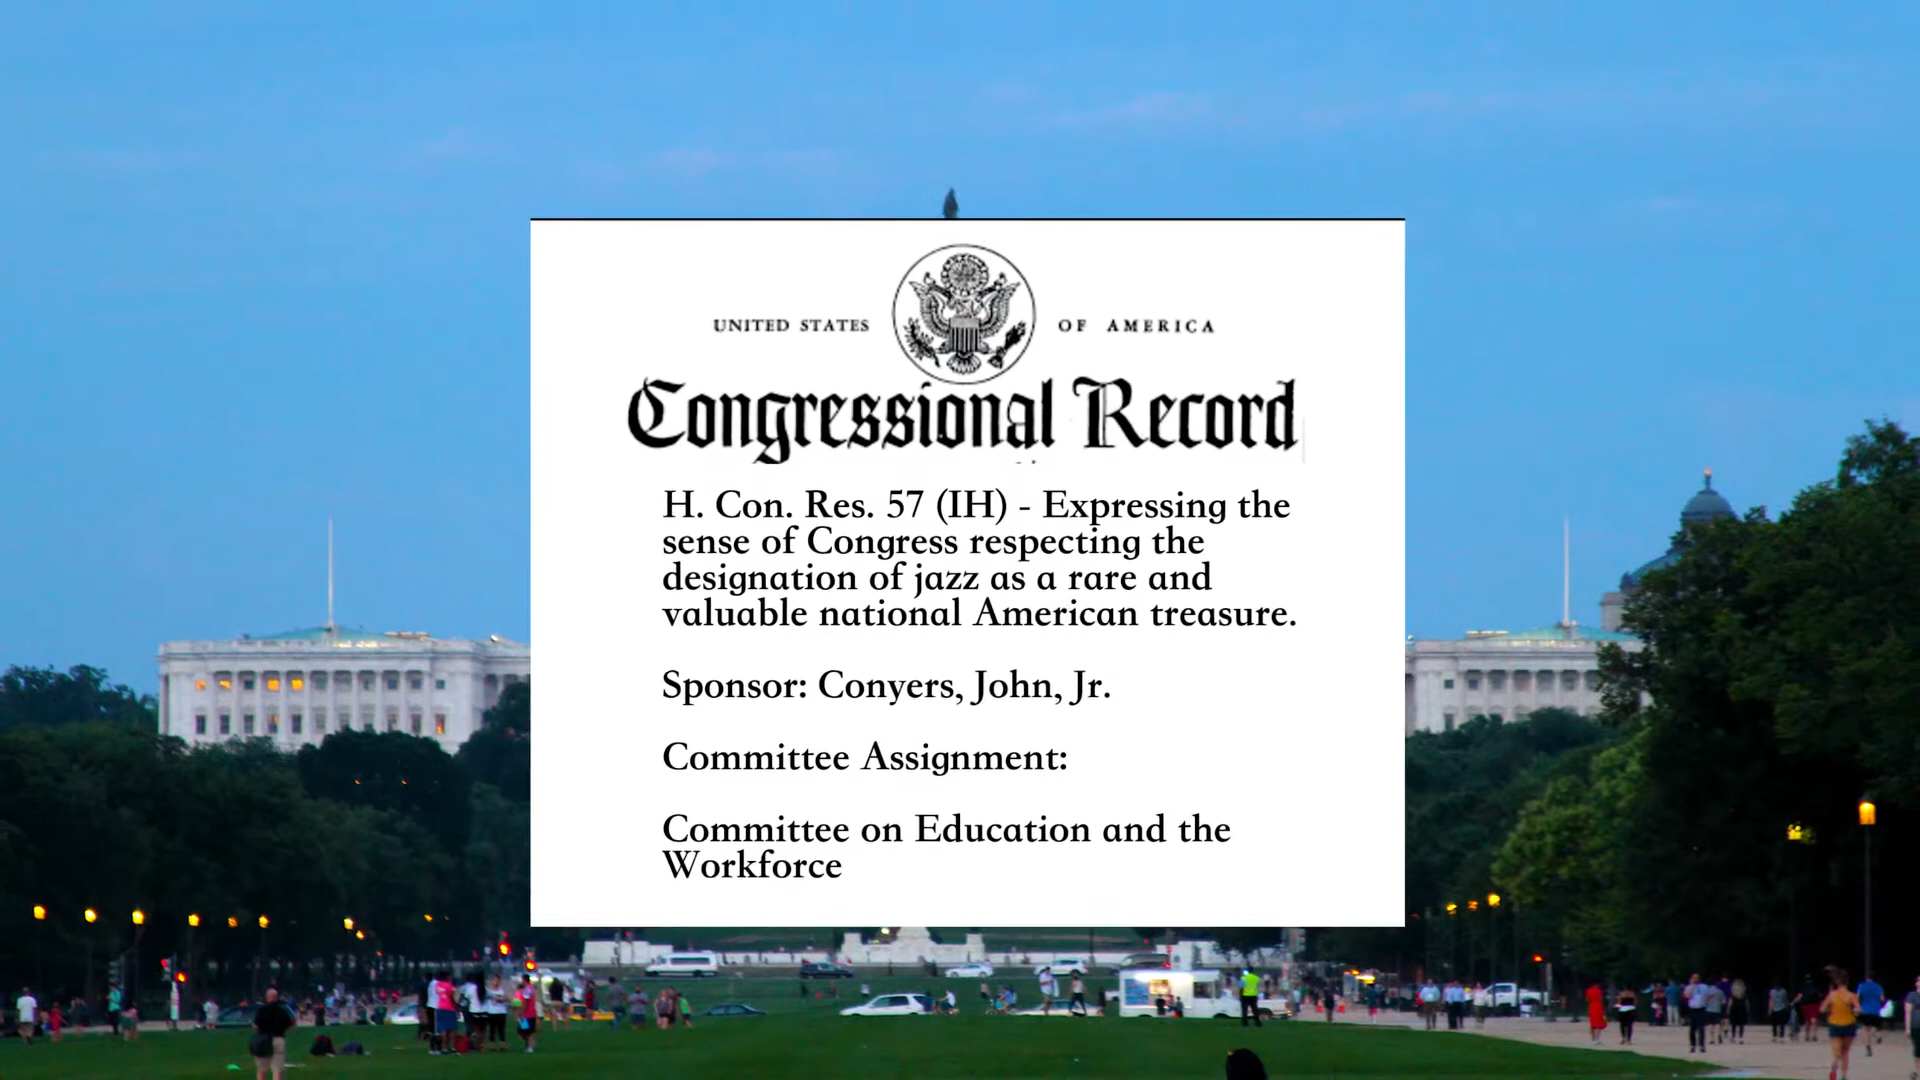 UNITED STATES OF AMERICA
Congressional Record
H. Con. Res. 57 (IH) - Expressing the
sense of Congress respecting the
designation of jazz as a rare and
valuable national American treasure.
Sponsor: Conyers, John, Jr.
Committee Assignment:
Committee on Education and the
Workforce